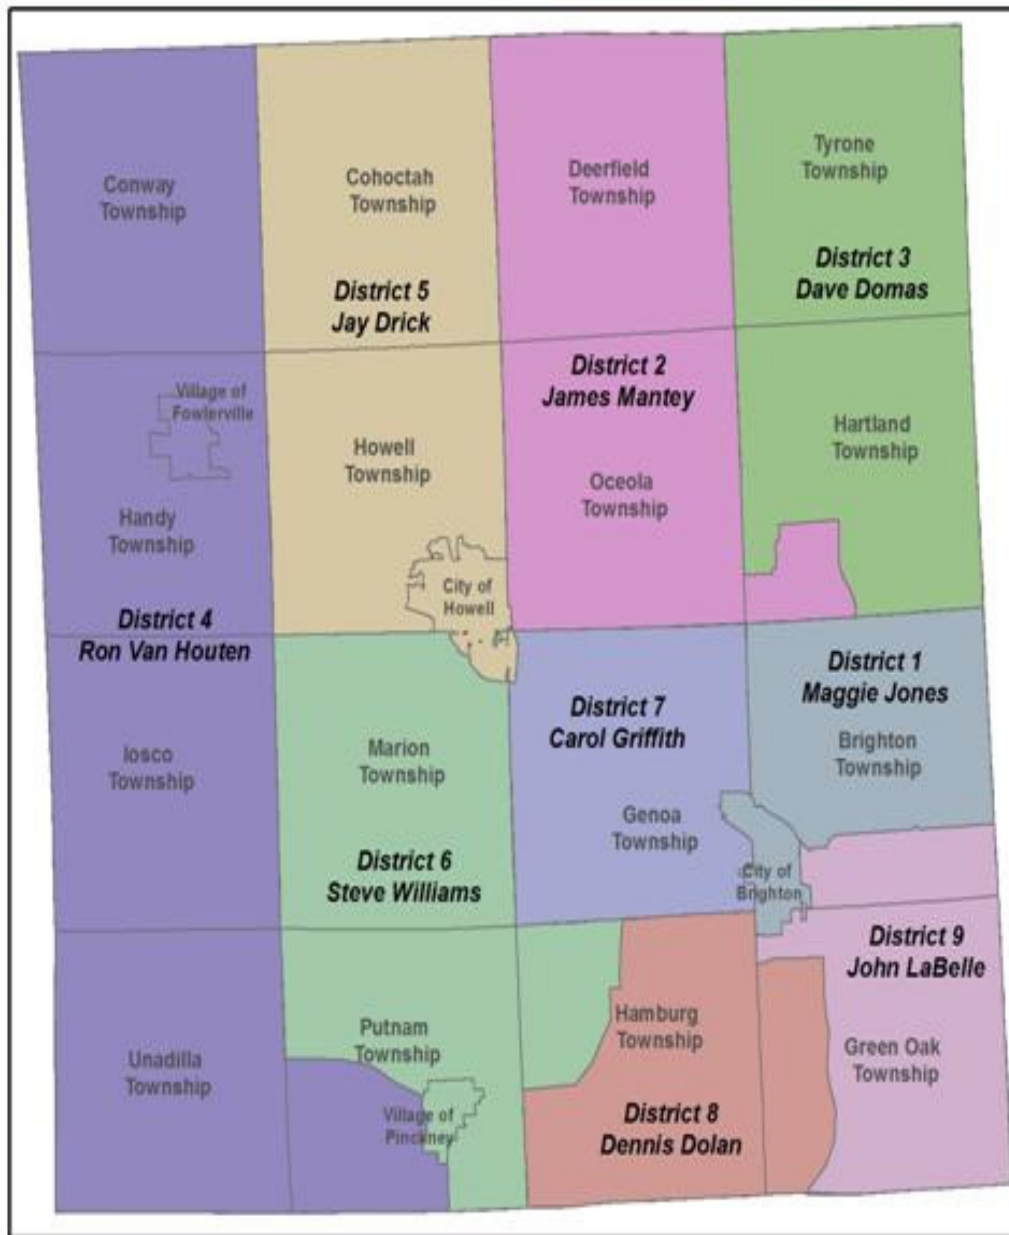 Conway
Township
Cohoctah
Township
Deerfield
Township
Tyrone
Township
District 5
Jay Drick
District 3
Dave Domas
Village of
Fowlerville
Howell
Township
District 2
James Mantey
Hartland
Township
Handy
Township
Oceola
Township
City of
Howell
District 4
Ron Van Houten
District 1
Maggie Jones
District 7
Carol Griffith
Iosco
Township
Marion
Township
Brighton
Township
Genoa
Township
District 6
Steve Williams
City of
Brighton
District 9
John LaBelle
Unadilla
Township
Putnam
Township
Hamburg
Township
Green Oak
Township
Village of
Pinckney
District 8
Dennis Dolan